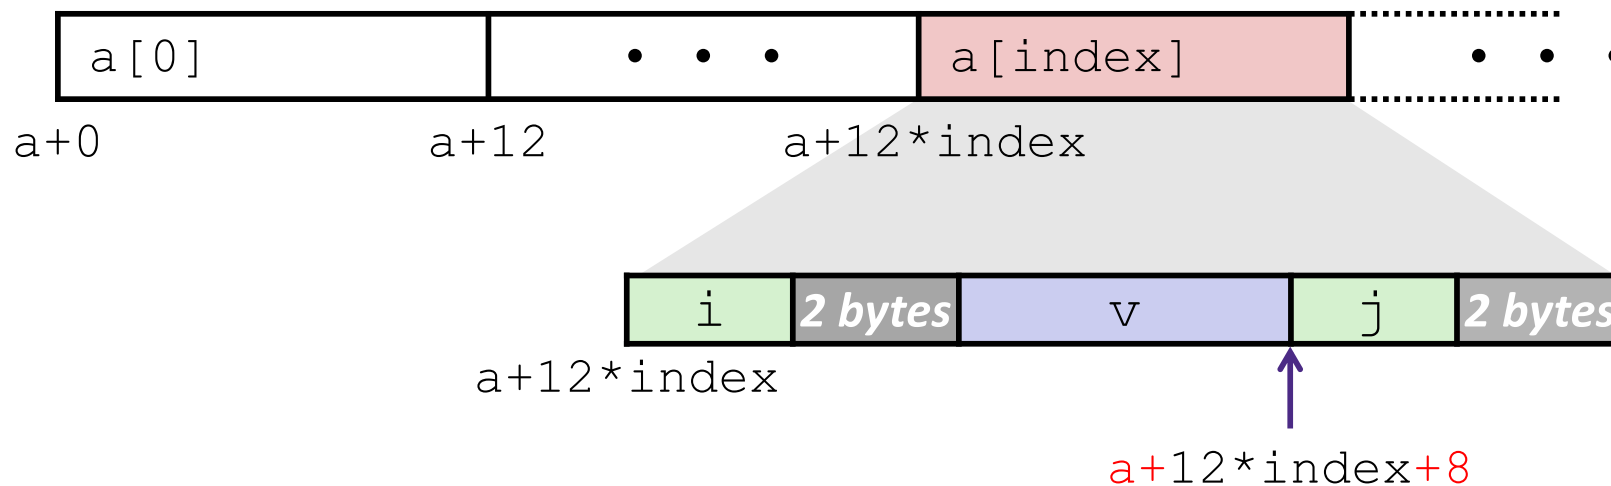 a[0] • • • a[index] • • •
a+0 a+12 a+12*index
i 2 bytes v j 2 bytes
a+12*index
a+12*index+8